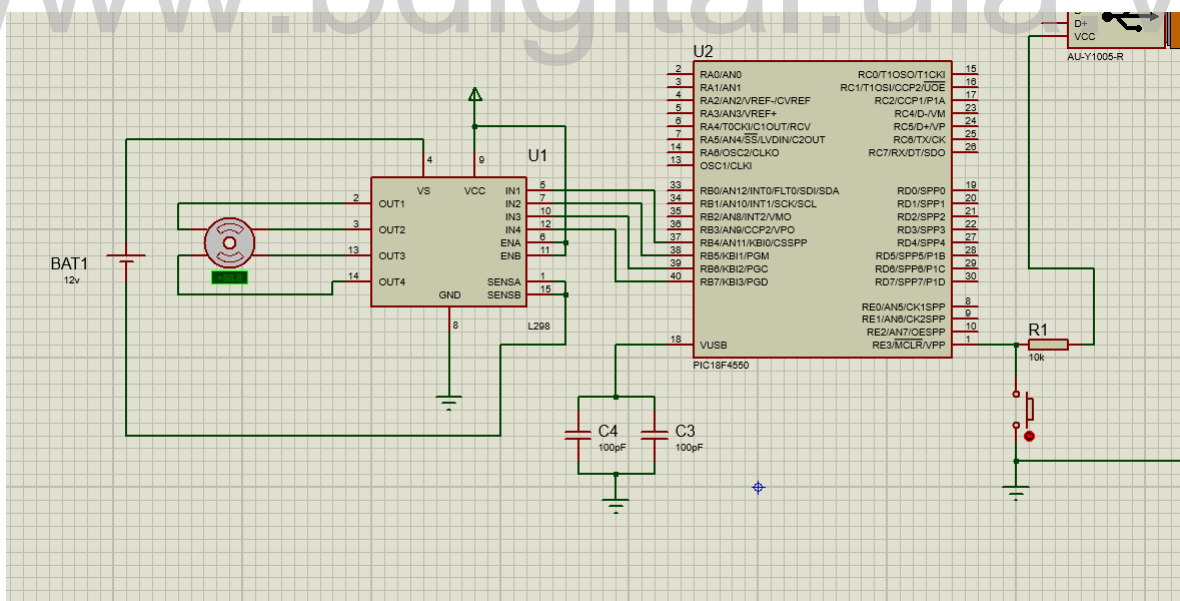 www.bdigital.ula.v
D+
VCC
AU-Y1005-R
U2
2 RA0/AN0
3 RA1/AN1
4 RA2/AN2/VREF-/CVREF
5 RA3/AN3/VREF+
6 RA4/T0CKI/C1OUT/RCV
7 RA5/AN4/SS/LVDIN/C2OUT
14 RA6/OSC2/CLKO
13 OSC1/CLKI
33 RB0/AN12/INT0/FLT0/SDI/SDA
34 RB1/AN10/INT1/SCK/SCL
35 RB2/AN8/INT2/VMO
36 RB3/AN9/CCP2/VPO
37 RB4/AN11/KBI0/CSSPP
38 RB5/KBI1/PGM
39 RB6/KBI2/PGC
40 RB7/KBI3/PGD
18 VUSB
RC0/T1OSO/T1CKI 15
RC1/T1OSI/CCP2/UOE 16
RC2/CCP1/P1A 17
RC4/D-/VM 23
RC5/D+/VP 24
RC6/TX/CK 25
RC7/RX/DT/SDO 26
RD0/SPP0 19
RD1/SPP1 20
RD2/SPP2 21
RD3/SPP3 22
RD4/SPP4 27
RD5/SPP5/P1B 28
RD6/SPP6/P1C 29
RD7/SPP7/P1D 30
RE0/AN5/CK1SPP 8
RE1/AN6/CK2SPP 9
RE2/AN7/OESPP 10
RE3/MCLR/VPP 1
PIC18F4550
U1
4
9
VS
VCC
2 OUT1
3 OUT2
13 OUT3
14 OUT4
IN1 5
IN2 7
IN3 10
IN4 12
ENA 6
ENB 11
SENSA 1
SENSB 15
GND
8
L298
BAT1
12v
R1
10k
C4
100pF
C3
100pF